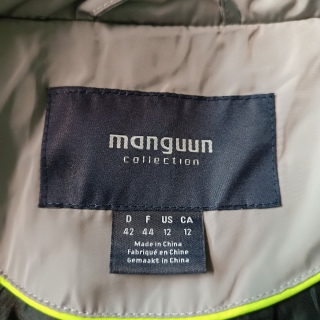 manguun
collection
D F US CA
42 44 12 12
Made in China
Fabriqué en Chine
Gemaakt in China